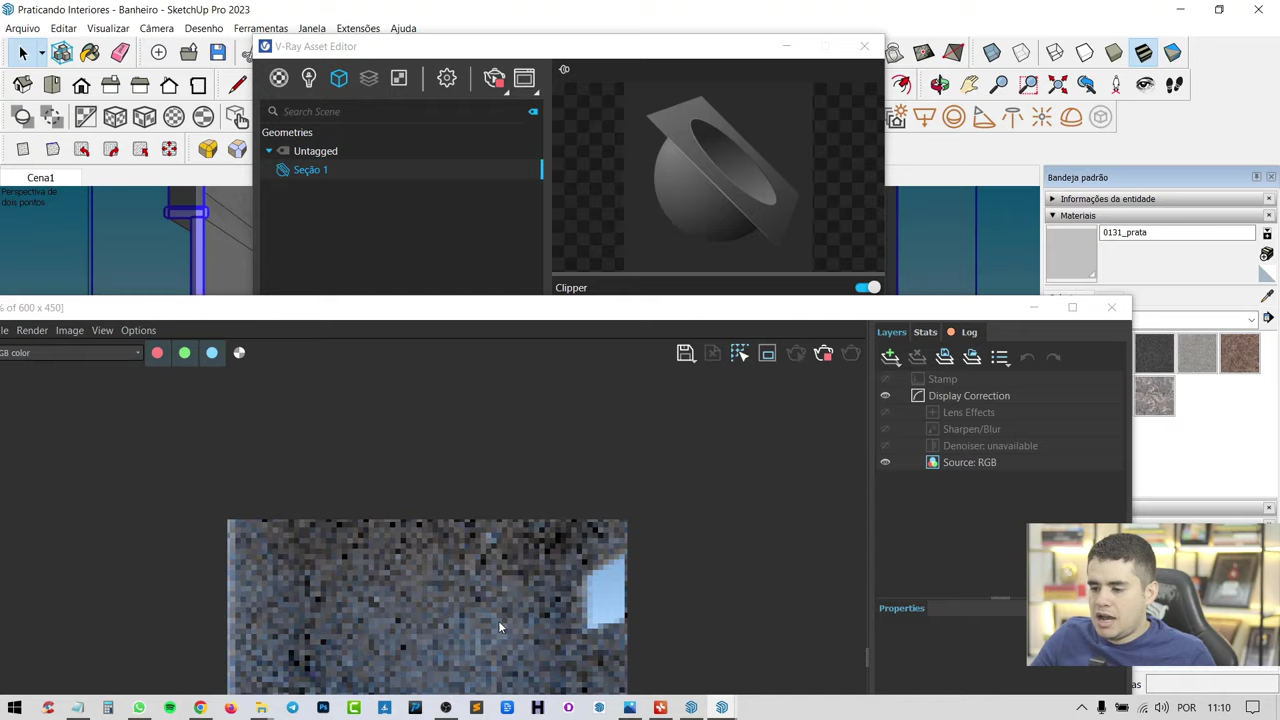 Praticando Interiores - Banheiro - SketchUp Pro 2023
Arquivo Editar Visualizar Câmera Desenho Ferramentas Janela Extensões Ajuda
V-Ray Asset Editor
Search Scene
Geometries
Untagged
Seção 1
Clipper
Cena1
Perspectiva de
dois pontos
Bandeja padrão
Informações da entidade
Materiais
0131_prata
% of 600 x 450]
le Render Image View Options
GB color
Layers Stats Log
Stamp
Display Correction
Lens Effects
Sharpen/Blur
Denoiser: unavailable
Source: RGB
Properties
as
POR 11:10